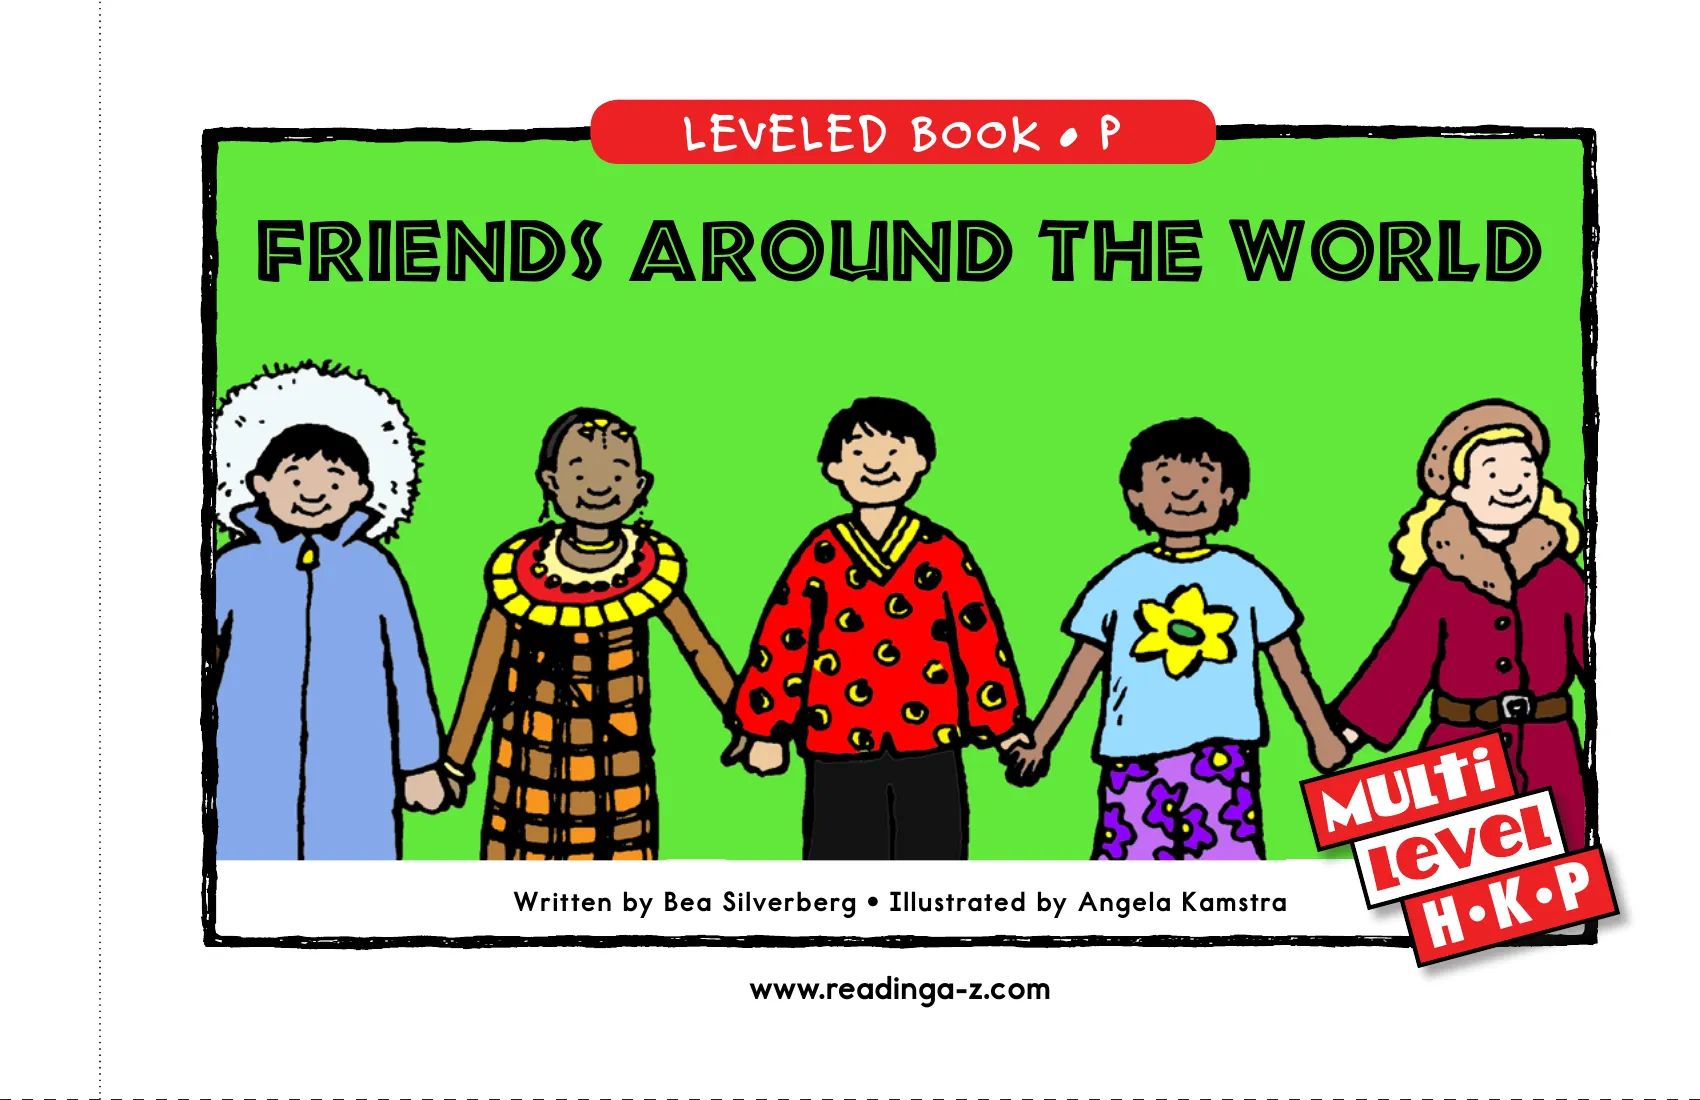 LEVELED BOOK • P
FRIENDS AROUND THE WORLD
Written by Bea Silverberg • Illustrated by Angela Kamstra
MULti
level
H•K•P
www.readinga-z.com